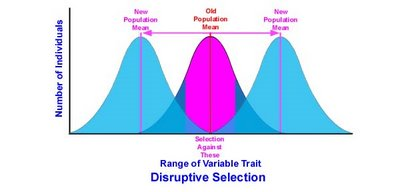 New
Population
Mean
Old
Population
Mean
New
Population
Mean
Number of Individuals
Selection
Against
These
Range of Variable Trait
Disruptive Selection